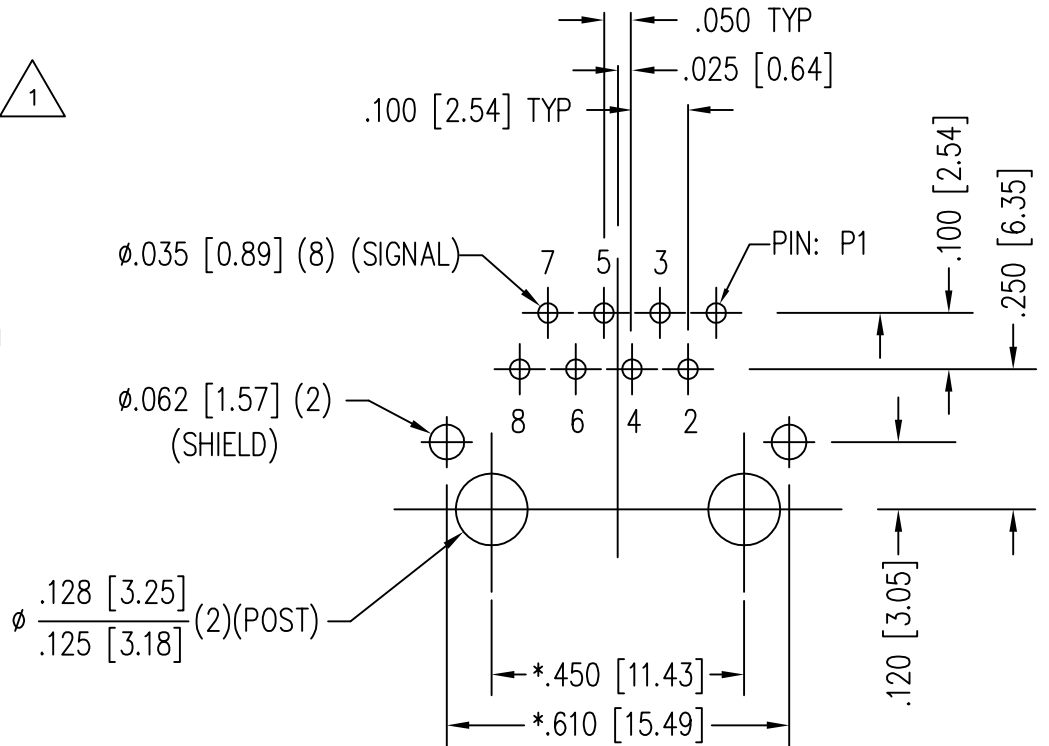 .050 TYP
.025 [0.64]
1
.100 [2.54] TYP
.100 [2.54]
.250 [6.35]
⌀.035 [0.89] (8) (SIGNAL)
7 5 3
PIN: P1
⌀.062 [1.57] (2)
(SHIELD)
8 6 4 2
⌀ .128 [3.25]
.125 [3.18]
(2)(POST)
.120 [3.05]
*.450 [11.43]
*.610 [15.49]